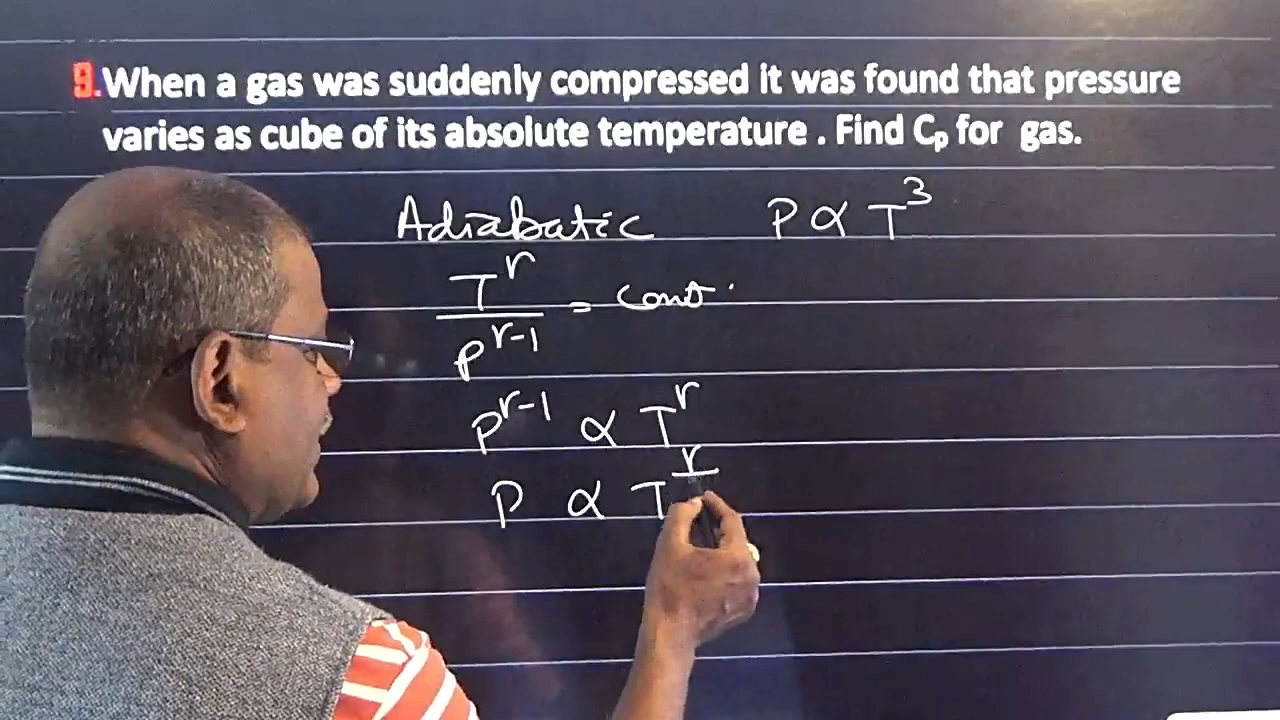 9. When a gas was suddenly compressed it was found that pressure
varies as cube of its absolute temperature . Find Cₚ for gas.
Adiabatic P ∝ T³
T^r / P^(r-1) = const.
P^(r-1) ∝ T^r
P ∝ T^r